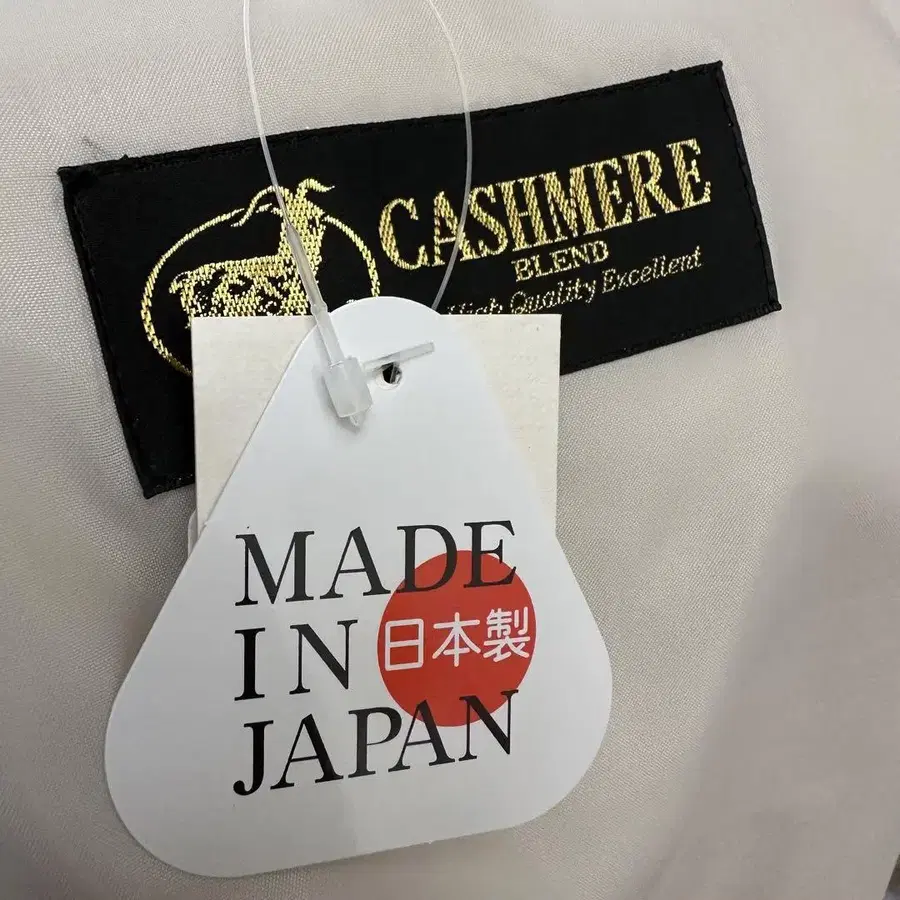 CASHMERE
BLEND
High Quality Excellent
MADE
IN
日本製
JAPAN